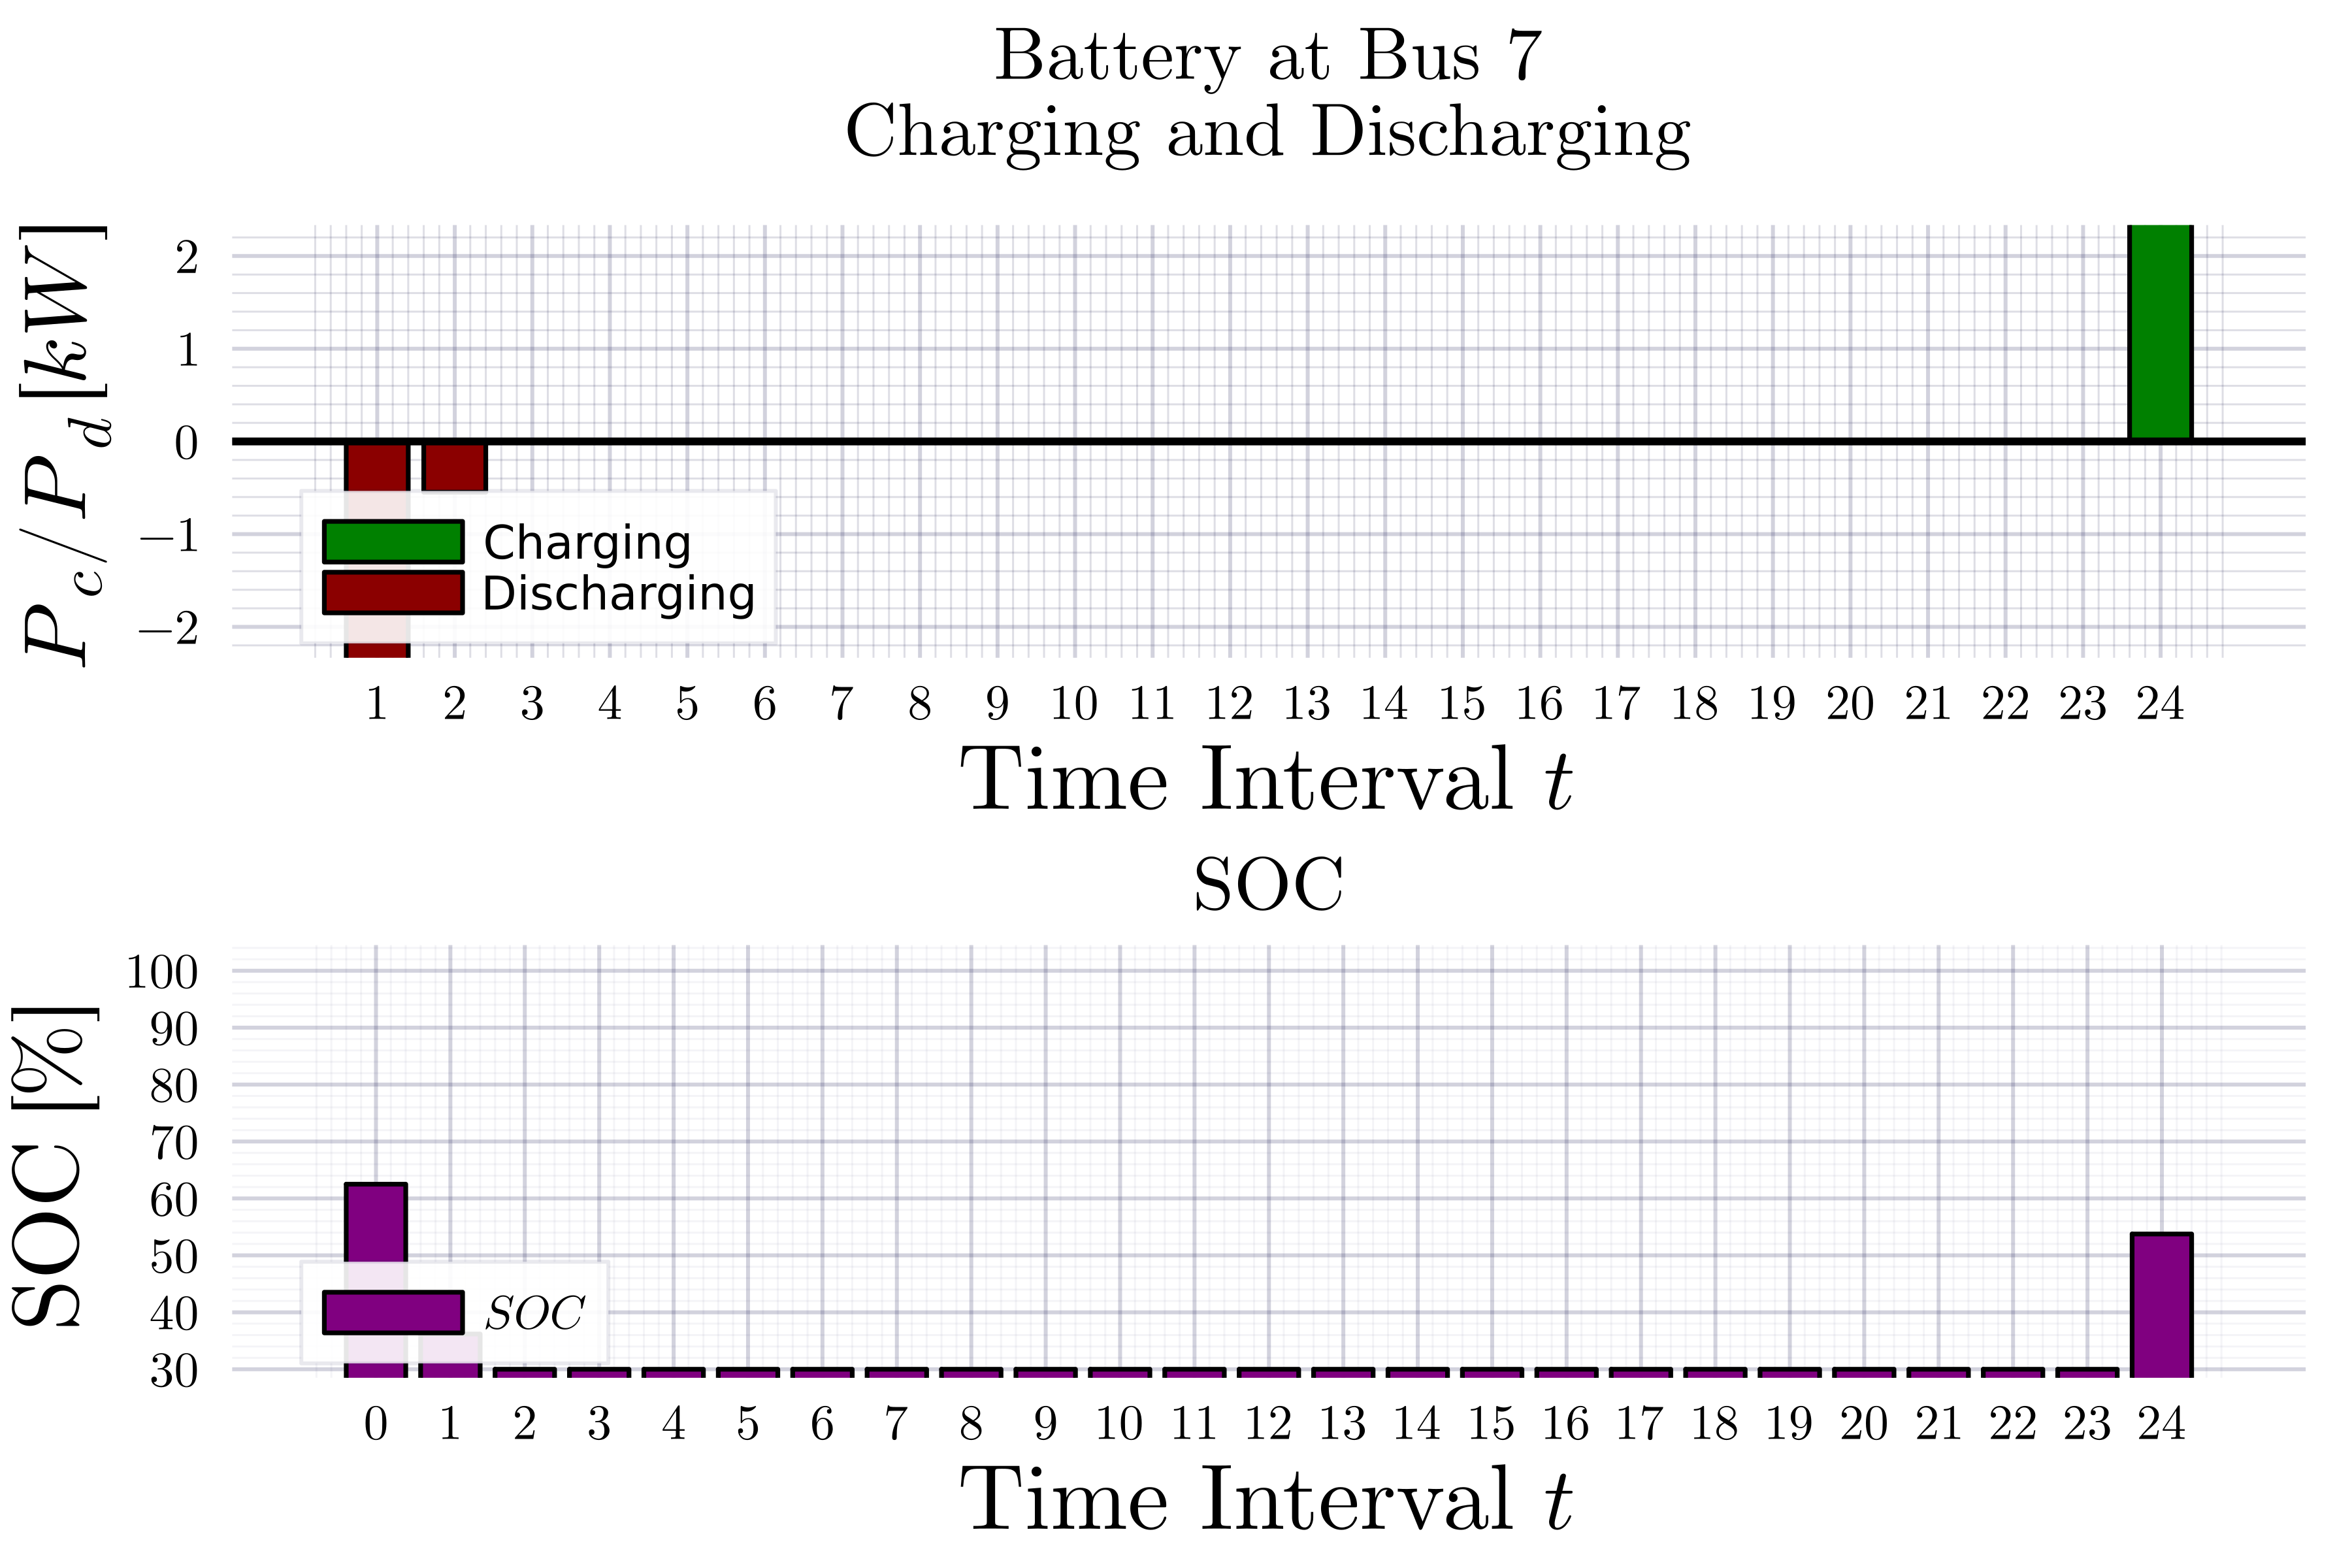 Battery at Bus 7
Charging and Discharging
P_c/P_d [kW]
2
1
0
−1
−2
Charging
Discharging
1 2 3 4 5 6 7 8 9 10 11 12 13 14 15 16 17 18 19 20 21 22 23 24
Time Interval t
SOC
SOC [%]
100
90
80
70
60
50
40
30
SOC
0 1 2 3 4 5 6 7 8 9 10 11 12 13 14 15 16 17 18 19 20 21 22 23 24
Time Interval t